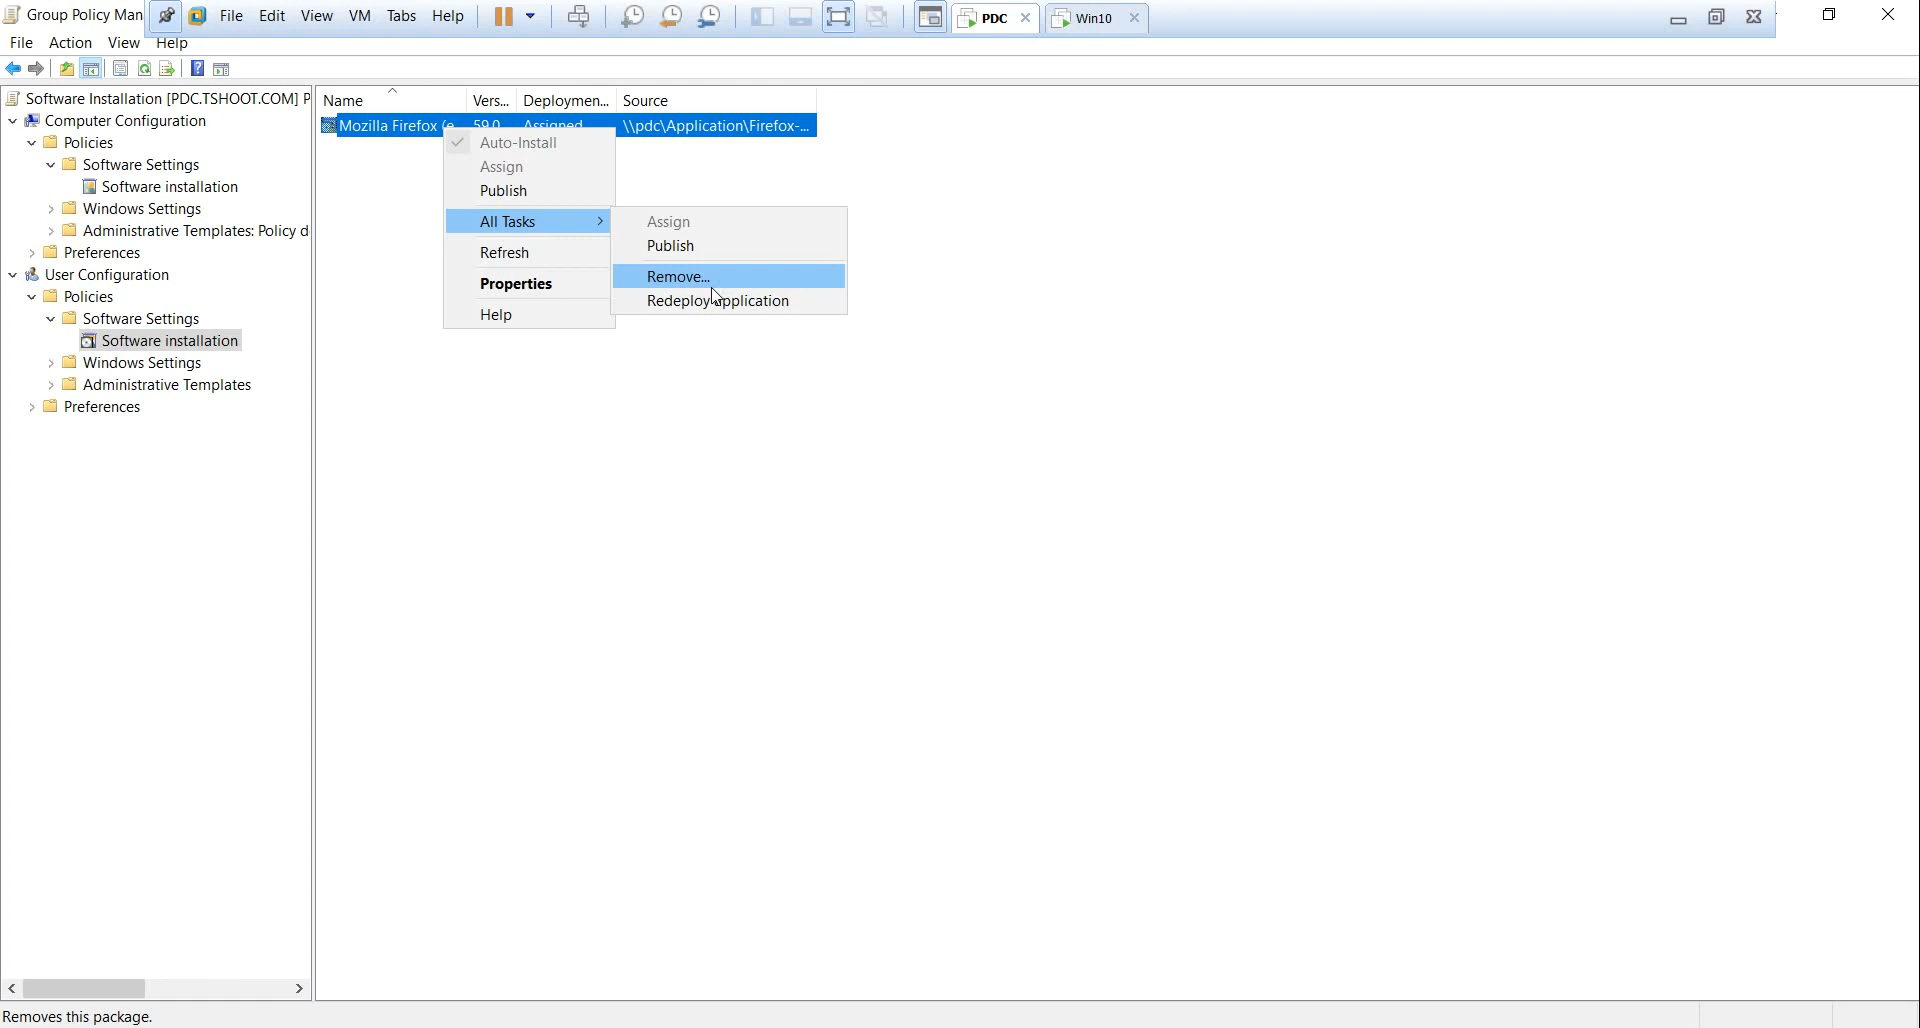 Group Policy Man
File Edit View VM Tabs Help
PDC
Win10
File Action View Help
Software Installation [PDC.TSHOOT.COM] P
Computer Configuration
Policies
Software Settings
Software installation
Windows Settings
Administrative Templates: Policy d
Preferences
User Configuration
Policies
Software Settings
Software installation
Windows Settings
Administrative Templates
Preferences
Name Vers... Deploymen... Source
Mozilla Firefox (e 59.0 Assigned \\pdc\Application\Firefox-...
Auto-Install
Assign
Publish
All Tasks
Refresh
Properties
Help
Assign
Publish
Remove...
Redeploy application
Removes this package.